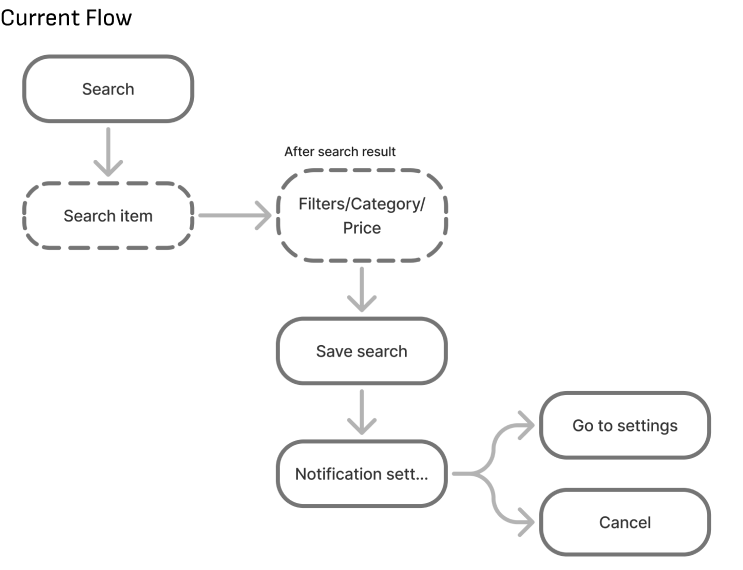 Current Flow
Search
Search item
After search result
Filters/Category/
Price
Save search
Notification sett...
Go to settings
Cancel